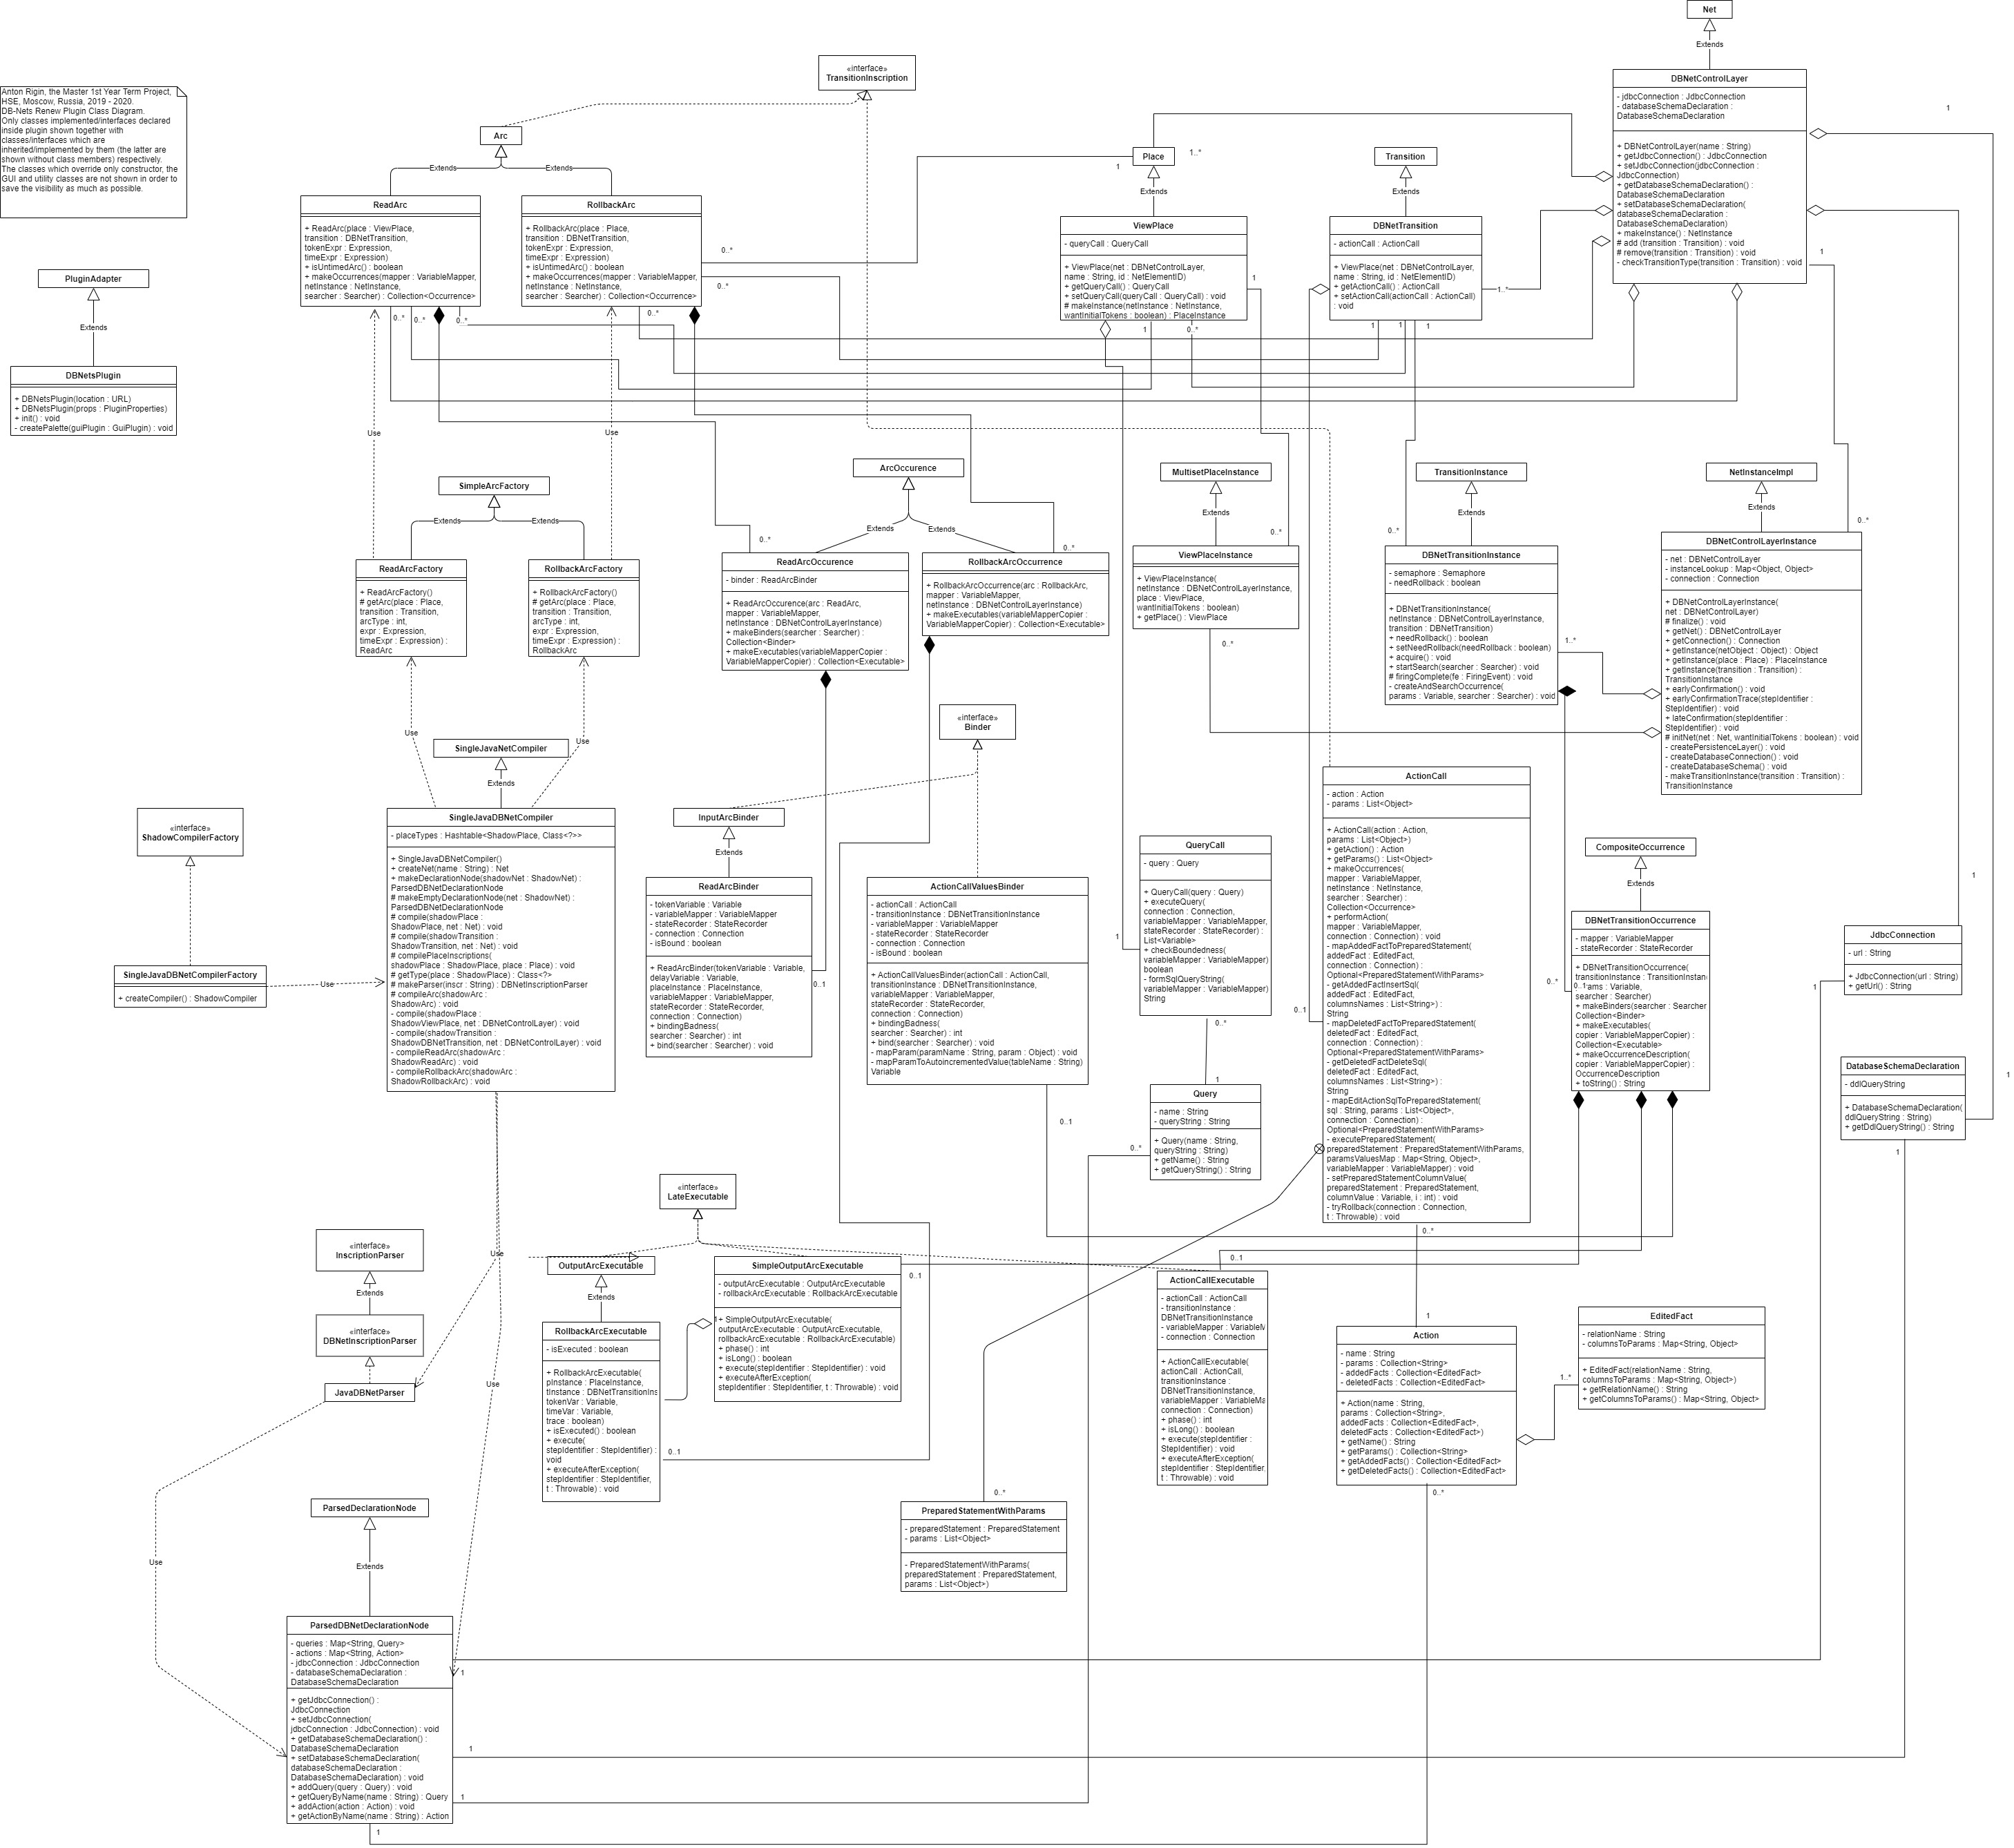 Net
Extends
DBNetControlLayer
- jdbcConnection : JdbcConnection
- databaseSchemaDeclaration :
DatabaseSchemaDeclaration
+ DBNetControlLayer(name : String)
+ getJdbcConnection() : JdbcConnection
+ setJdbcConnection(jdbcConnection :
JdbcConnection)
+ getDatabaseSchemaDeclaration() :
DatabaseSchemaDeclaration
+ setDatabaseSchemaDeclaration(
databaseSchemaDeclaration :
DatabaseSchemaDeclaration)
+ makeInstance() : NetInstance
# add (transition : Transition) : void
# remove(transition : Transition) : void
- checkTransitionType(transition : Transition) : void
1
1
Anton Rigin, the Master 1st Year Term Project,
HSE, Moscow, Russia, 2019 - 2020.
DB-Nets Renew Plugin Class Diagram.
Only classes implemented/interfaces declared
inside plugin shown together with
classes/interfaces which are
inherited/implemented by them (the latter are
shown without class members) respectively.
The classes which override only constructor, the
GUI and utility classes are not shown in order to
save the visibility as much as possible.
«interface»
TransitionInscription
Arc
Extends
Extends
ReadArc
+ ReadArc(place : ViewPlace,
transition : DBNetTransition,
tokenExpr : Expression,
timeExpr : Expression)
+ isUntimedArc() : boolean
+ makeOccurrences(mapper : VariableMapper,
netInstance : NetInstance,
searcher : Searcher) : Collection<Occurrence>
0..*
0..*
0..*
RollbackArc
+ RollbackArc(place : Place,
transition : DBNetTransition,
tokenExpr : Expression,
timeExpr : Expression)
+ isUntimedArc() : boolean
+ makeOccurrences(mapper : VariableMapper,
netInstance : NetInstance,
searcher : Searcher) : Collection<Occurrence>
0..*
0..*
0..*
Place
1
1..*
Extends
ViewPlace
- queryCall : QueryCall
+ ViewPlace(net : DBNetControlLayer,
name : String, id : NetElementID)
+ getQueryCall() : QueryCall
+ setQueryCall(queryCall : QueryCall) : void
# makeInstance(netInstance : NetInstance,
wantInitialTokens : boolean) : PlaceInstance
1
1
0..*
Transition
Extends
DBNetTransition
- actionCall : ActionCall
+ ViewPlace(net : DBNetControlLayer,
name : String, id : NetElementID)
+ getActionCall() : ActionCall
+ setActionCall(actionCall : ActionCall)
: void
1..*
1
1
1
PluginAdapter
Extends
DBNetsPlugin
+ DBNetsPlugin(location : URL)
+ DBNetsPlugin(props : PluginProperties)
+ init() : void
- createPalette(guiPlugin : GuiPlugin) : void
Use
Use
SimpleArcFactory
Extends
Extends
ReadArcFactory
+ ReadArcFactory()
# getArc(place : Place,
transition : Transition,
arcType : int,
expr : Expression,
timeExpr : Expression) :
ReadArc
RollbackArcFactory
+ RollbackArcFactory()
# getArc(place : Place,
transition : Transition,
arcType : int,
expr : Expression,
timeExpr : Expression) :
RollbackArc
Use
Use
ArcOccurence
Extends
Extends
0..*
0..*
ReadArcOccurence
- binder : ReadArcBinder
+ ReadArcOccurence(arc : ReadArc,
mapper : VariableMapper,
netInstance : DBNetControlLayerInstance)
+ makeBinders(searcher : Searcher) :
Collection<Binder>
+ makeExecutables(variableMapperCopier :
VariableMapperCopier) : Collection<Executable>
RollbackArcOccurrence
+ RollbackArcOccurrence(arc : RollbackArc,
mapper : VariableMapper,
netInstance : DBNetControlLayerInstance)
+ makeExecutables(variableMapperCopier :
VariableMapperCopier) : Collection<Executable>
MultisetPlaceInstance
Extends
0..*
ViewPlaceInstance
+ ViewPlaceInstance(
netInstance : DBNetControlLayerInstance,
place : ViewPlace,
wantInitialTokens : boolean)
+ getPlace() : ViewPlace
0..*
TransitionInstance
Extends
0..*
DBNetTransitionInstance
- semaphore : Semaphore
- needRollback : boolean
+ DBNetTransitionInstance(
netInstance : DBNetControlLayerInstance,
transition : DBNetTransition)
+ needRollback() : boolean
+ setNeedRollback(needRollback : boolean)
+ acquire() : void
+ startSearch(searcher : Searcher) : void
# firingComplete(fe : FiringEvent) : void
- createAndSearchOccurrence(
params : Variable, searcher : Searcher) : void
1..*
NetInstanceImpl
Extends
0..*
DBNetControlLayerInstance
- net : DBNetControlLayer
- instanceLookup : Map<Object, Object>
- connection : Connection
+ DBNetControlLayerInstance(
net : DBNetControlLayer)
# finalize() : void
+ getNet() : DBNetControlLayer
+ getConnection() : Connection
+ getInstance(netObject : Object) : Object
+ getInstance(place : Place) : PlaceInstance
+ getInstance(transition : Transition) :
TransitionInstance
+ earlyConfirmation() : void
+ earlyConfirmationTrace(stepIdentifier :
StepIdentifier) : void
+ lateConfirmation(stepIdentifier :
StepIdentifier) : void
# initNet(net : Net, wantInitialTokens : boolean) : void
- createPersistenceLayer() : void
- createDatabaseConnection() : void
- createDatabaseSchema() : void
- makeTransitionInstance(transition : Transition) :
TransitionInstance
«interface»
Binder
SingleJavaNetCompiler
Extends
SingleJavaDBNetCompiler
- placeTypes : Hashtable<ShadowPlace, Class<?>>
+ SingleJavaDBNetCompiler()
+ createNet(name : String) : Net
+ makeDeclarationNode(shadowNet : ShadowNet) :
ParsedDBNetDeclarationNode
# makeEmptyDeclarationNode(net : ShadowNet) :
ParsedDBNetDeclarationNode
# compile(shadowPlace :
ShadowPlace, net : Net) : void
# compile(shadowTransition :
ShadowTransition, net : Net) : void
# compilePlaceInscriptions(
shadowPlace : ShadowPlace, place : Place) : void
# getType(place : ShadowPlace) : Class<?>
# makeParser(inscr : String) : DBNetInscriptionParser
# compileArc(shadowArc :
ShadowArc) : void
- compile(shadowPlace :
ShadowViewPlace, net : DBNetControlLayer) : void
- compile(shadowTransition :
ShadowDBNetTransition, net : DBNetControlLayer) : void
- compileReadArc(shadowArc :
ShadowReadArc) : void
- compileRollbackArc(shadowArc :
ShadowRollbackArc) : void
«interface»
ShadowCompilerFactory
SingleJavaDBNetCompilerFactory
+ createCompiler() : ShadowCompiler
Use
InputArcBinder
Extends
ReadArcBinder
- tokenVariable : Variable
- variableMapper : VariableMapper
- stateRecorder : StateRecorder
- connection : Connection
- isBound : boolean
+ ReadArcBinder(tokenVariable : Variable,
delayVariable : Variable,
placeInstance : PlaceInstance,
variableMapper : VariableMapper,
stateRecorder : StateRecorder,
connection : Connection)
+ bindingBadness(
searcher : Searcher) : int
+ bind(searcher : Searcher) : void
0..1
ActionCallValuesBinder
- actionCall : ActionCall
- transitionInstance : DBNetTransitionInstance
- variableMapper : VariableMapper
- stateRecorder : StateRecorder
- connection : Connection
- isBound : boolean
+ ActionCallValuesBinder(actionCall : ActionCall,
transitionInstance : DBNetTransitionInstance,
variableMapper : VariableMapper,
stateRecorder : StateRecorder,
connection : Connection)
+ bindingBadness(
searcher : Searcher) : int
+ bind(searcher : Searcher) : void
- mapParam(paramName : String, param : Object) : void
- mapParamToAutoincrementedValue(tableName : String)
Variable
0..1
QueryCall
- query : Query
+ QueryCall(query : Query)
+ executeQuery(
connection : Connection,
variableMapper : VariableMapper,
stateRecorder : StateRecorder) :
List<Variable>
+ checkBoundedness(
variableMapper : VariableMapper)
boolean
- formSqlQueryString(
variableMapper : VariableMapper)
String
1
0..*
1
Query
- name : String
- queryString : String
+ Query(name : String,
queryString : String)
+ getName() : String
+ getQueryString() : String
0..*
ActionCall
- action : Action
- params : List<Object>
+ ActionCall(action : Action,
params : List<Object>)
+ getAction() : Action
+ getParams() : List<Object>
+ makeOccurrences(
mapper : VariableMapper,
netInstance : NetInstance,
searcher : Searcher) :
Collection<Occurrence>
+ performAction(
mapper : VariableMapper,
connection : Connection) : void
- mapAddedFactToPreparedStatement(
addedFact : EditedFact,
connection : Connection) :
Optional<PreparedStatementWithParams>
- getAddedFactInsertSql(
addedFact : EditedFact,
columnsNames : List<String>) :
String
- mapDeletedFactToPreparedStatement(
deletedFact : EditedFact,
connection : Connection) :
Optional<PreparedStatementWithParams>
- getDeletedFactDeleteSql(
deletedFact : EditedFact,
columnsNames : List<String>) :
String
- mapEditActionSqlToPreparedStatement(
sql : String, params : List<Object>,
connection : Connection) :
Optional<PreparedStatementWithParams>
- executePreparedStatement(
preparedStatement : PreparedStatementWithParams,
paramsValuesMap : Map<String, Object>,
variableMapper : VariableMapper) : void
- setPreparedStatementColumnValue(
preparedStatement : PreparedStatement,
columnValue : Variable, i : int) : void
- tryRollback(connection : Connection,
t : Throwable) : void
0..1
0..*
CompositeOccurrence
Extends
DBNetTransitionOccurrence
- mapper : VariableMapper
- stateRecorder : StateRecorder
+ DBNetTransitionOccurrence(
transitionInstance : TransitionInstan
params : Variable,
searcher : Searcher)
+ makeBinders(searcher : Searcher
Collection<Binder>
+ makeExecutables(
copier : VariableMapperCopier) :
Collection<Executable>
+ makeOccurrenceDescription(
copier : VariableMapperCopier) :
OccurrenceDescription
+ toString() : String
0..*
0..1
JdbcConnection
- url : String
+ JdbcConnection(url : String)
+ getUrl() : String
1
1
DatabaseSchemaDeclaration
- ddlQueryString
+ DatabaseSchemaDeclaration(
ddlQueryString : String)
+ getDdlQueryString() : String
1
1
«interface»
LateExecutable
«interface»
InscriptionParser
Extends
«interface»
DBNetInscriptionParser
JavaDBNetParser
Use
Use
Use
OutputArcExecutable
Extends
RollbackArcExecutable
- isExecuted : boolean
+ RollbackArcExecutable(
pInstance : PlaceInstance,
tInstance : DBNetTransitionIns
tokenVar : Variable,
timeVar : Variable,
trace : boolean)
+ isExecuted() : boolean
+ execute(
stepIdentifier : StepIdentifier) :
void
+ executeAfterException(
stepIdentifier : StepIdentifier,
t : Throwable) : void
0..1
SimpleOutputArcExecutable
- outputArcExecutable : OutputArcExecutable
- rollbackArcExecutable : RollbackArcExecutable
+ SimpleOutputArcExecutable(
outputArcExecutable : OutputArcExecutable,
rollbackArcExecutable : RollbackArcExecutable)
+ phase() : int
+ isLong() : boolean
+ execute(stepIdentifier : StepIdentifier) : void
+ executeAfterException(
stepIdentifier : StepIdentifier, t : Throwable) : void
1
0..1
0..1
ActionCallExecutable
- actionCall : ActionCall
- transitionInstance :
DBNetTransitionInstance
- variableMapper : VariableM
- connection : Connection
+ ActionCallExecutable(
actionCall : ActionCall,
transitionInstance :
DBNetTransitionInstance,
variableMapper : VariableMa
connection : Connection)
+ phase() : int
+ isLong() : boolean
+ execute(stepIdentifier :
StepIdentifier) : void
+ executeAfterException(
stepIdentifier : StepIdentifier
t : Throwable) : void
1
Action
- name : String
- params : Collection<String>
- addedFacts : Collection<EditedFact>
- deletedFacts : Collection<EditedFact>
+ Action(name : String,
params : Collection<String>,
addedFacts : Collection<EditedFact>,
deletedFacts : Collection<EditedFact>)
+ getName() : String
+ getParams() : Collection<String>
+ getAddedFacts() : Collection<EditedFact>
+ getDeletedFacts() : Collection<EditedFact>
0..*
1..*
EditedFact
- relationName : String
- columnsToParams : Map<String, Object>
+ EditedFact(relationName : String,
columnsToParams : Map<String, Object>)
+ getRelationName() : String
+ getColumnsToParams() : Map<String, Object>
0..*
PreparedStatementWithParams
- preparedStatement : PreparedStatement
- params : List<Object>
- PreparedStatementWithParams(
preparedStatement : PreparedStatement,
params : List<Object>)
ParsedDeclarationNode
Extends
ParsedDBNetDeclarationNode
- queries : Map<String, Query>
- actions : Map<String, Action>
- jdbcConnection : JdbcConnection
- databaseSchemaDeclaration :
DatabaseSchemaDeclaration
+ getJdbcConnection() :
JdbcConnection
+ setJdbcConnection(
jdbcConnection : JdbcConnection) : void
+ getDatabaseSchemaDeclaration() :
DatabaseSchemaDeclaration
+ setDatabaseSchemaDeclaration(
databaseSchemaDeclaration :
DatabaseSchemaDeclaration) : void
+ addQuery(query : Query) : void
+ getQueryByName(name : String) : Query
+ addAction(action : Action) : void
+ getActionByName(name : String) : Action
1
1
1
1